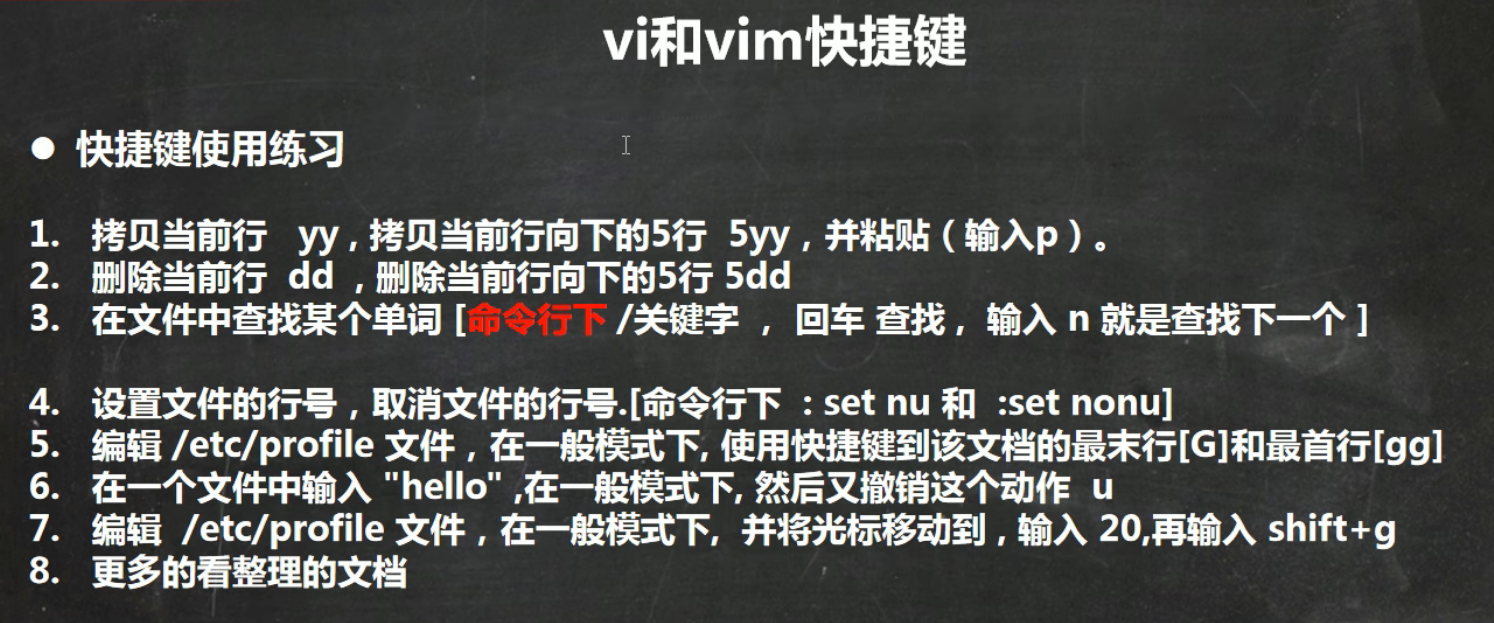 vi和vim快捷键
● 快捷键使用练习
1. 拷贝当前行 yy , 拷贝当前行向下的5行 5yy，并粘贴（输入p）。
2. 删除当前行 dd , 删除当前行向下的5行 5dd
3. 在文件中查找某个单词 [命令行下 /关键字 ， 回车 查找 , 输入 n 就是查找下一个 ]
4. 设置文件的行号，取消文件的行号.[命令行下 : set nu 和 :set nonu]
5. 编辑 /etc/profile 文件，在一般模式下, 使用快捷键到该文档的最末行[G]和最首行[gg]
6. 在一个文件中输入 "hello" ,在一般模式下, 然后又撤销这个动作 u
7. 编辑 /etc/profile 文件，在一般模式下, 并将光标移动到 , 输入 20,再输入 shift+g
8. 更多的看整理的文档